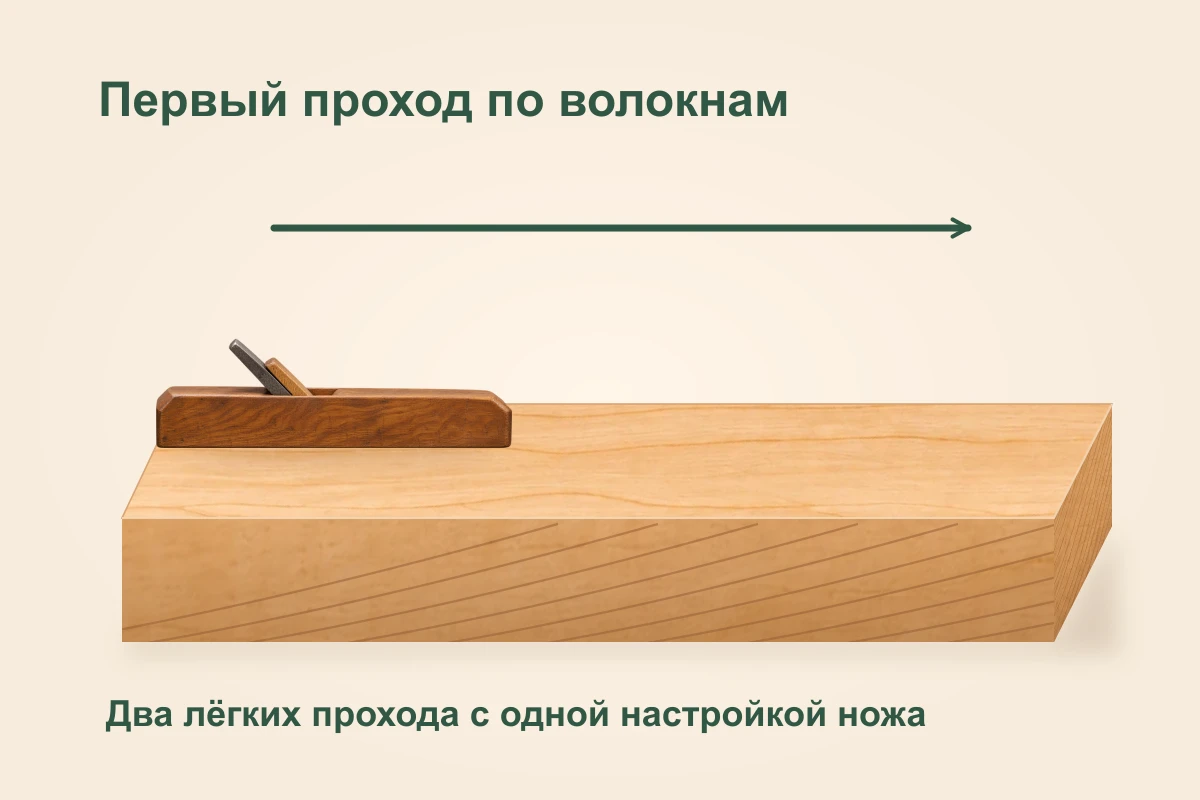 Первый проход по волокнам
Два лёгких прохода с одной настройкой ножа